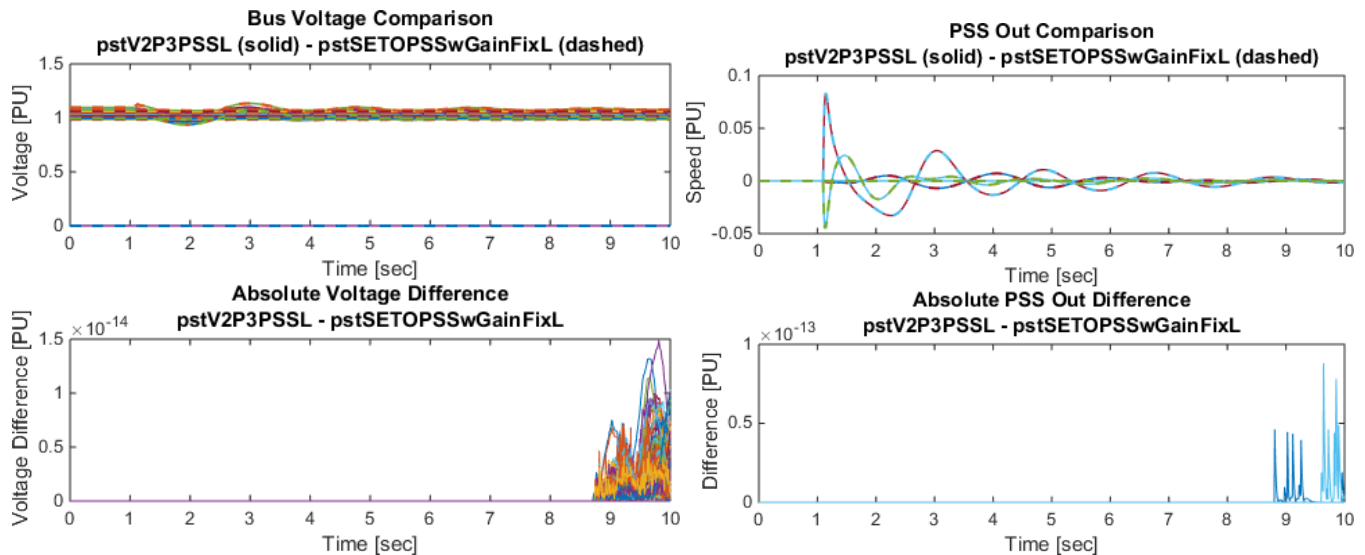 Bus Voltage Comparison
pstV2P3PSSL (solid) - pstSETOPSSwGainFixL (dashed)
Voltage [PU]
1.5
1
0.5
0
0 1 2 3 4 5 6 7 8 9 10
Time [sec]
PSS Out Comparison
pstV2P3PSSL (solid) - pstSETOPSSwGainFixL (dashed)
Speed [PU]
0.1
0.05
0
-0.05
0 1 2 3 4 5 6 7 8 9 10
Time [sec]
Absolute Voltage Difference
pstV2P3PSSL - pstSETOPSSwGainFixL
×10-14
Voltage Difference [PU]
1.5
1
0.5
0
0 1 2 3 4 5 6 7 8 9 10
Time [sec]
Absolute PSS Out Difference
pstV2P3PSSL - pstSETOPSSwGainFixL
×10-13
Difference [PU]
1
0.5
0
0 1 2 3 4 5 6 7 8 9 10
Time [sec]